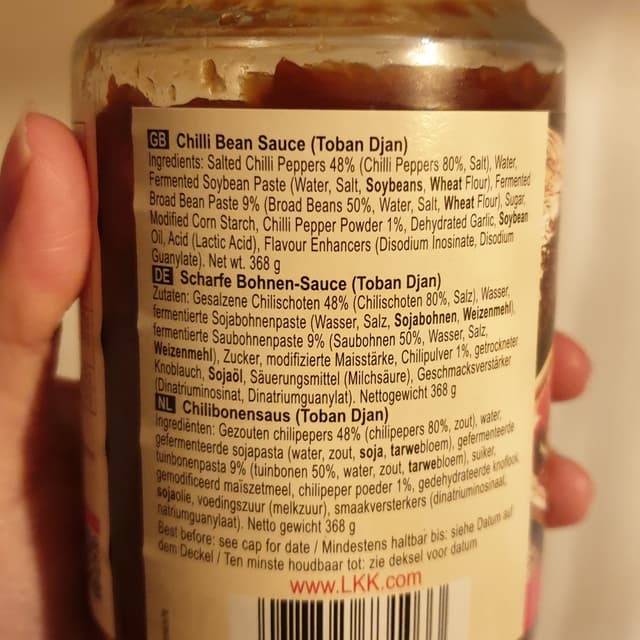 GB Chilli Bean Sauce (Toban Djan)
Ingredients: Salted Chilli Peppers 48% (Chilli Peppers 80%, Salt), Water,
Fermented Soybean Paste (Water, Salt, Soybeans, Wheat Flour), Fermented
Broad Bean Paste 9% (Broad Beans 50%, Water, Salt, Wheat Flour), Sugar,
Modified Corn Starch, Chilli Pepper Powder 1%, Dehydrated Garlic, Soybean
Oil, Acid (Lactic Acid), Flavour Enhancers (Disodium Inosinate, Disodium
Guanylate). Net wt. 368 g
DE Scharfe Bohnen-Sauce (Toban Djan)
Zutaten: Gesalzene Chilischoten 48% (Chilischoten 80%, Salz), Wasser,
fermentierte Sojabohnenpaste (Wasser, Salz, Sojabohnen, Weizenmehl),
fermentierte Saubohnenpaste 9% (Saubohnen 50%, Wasser, Salz,
Weizenmehl), Zucker, modifizierte Maisstärke, Chilipulver 1%, getrockneter
Knoblauch, Sojaöl, Säuerungsmittel (Milchsäure), Geschmacksverstärker
(Dinatriuminosinat, Dinatriumguanylat). Nettogewicht 368 g
NL Chilibonensaus (Toban Djan)
Ingrediënten: Gezouten chilipepers 48% (chilipepers 80%, zout), water,
gefermenteerde sojapasta (water, zout, soja, tarwebloem), gefermenteerde
tuinbonenpasta 9% (tuinbonen 50%, water, zout, tarwebloem), suiker,
gemodificeerd maïszetmeel, chilipeper poeder 1%, gedehydrateerde knoflook,
sojaolie, voedingszuur (melkzuur), smaakversterkers (dinatriuminosinaat,
natriumguanylaat). Netto gewicht 368 g
Best before: see cap for date / Mindestens haltbar bis: siehe Datum auf
dem Deckel / Ten minste houdbaar tot: zie deksel voor datum
www.LKK.com